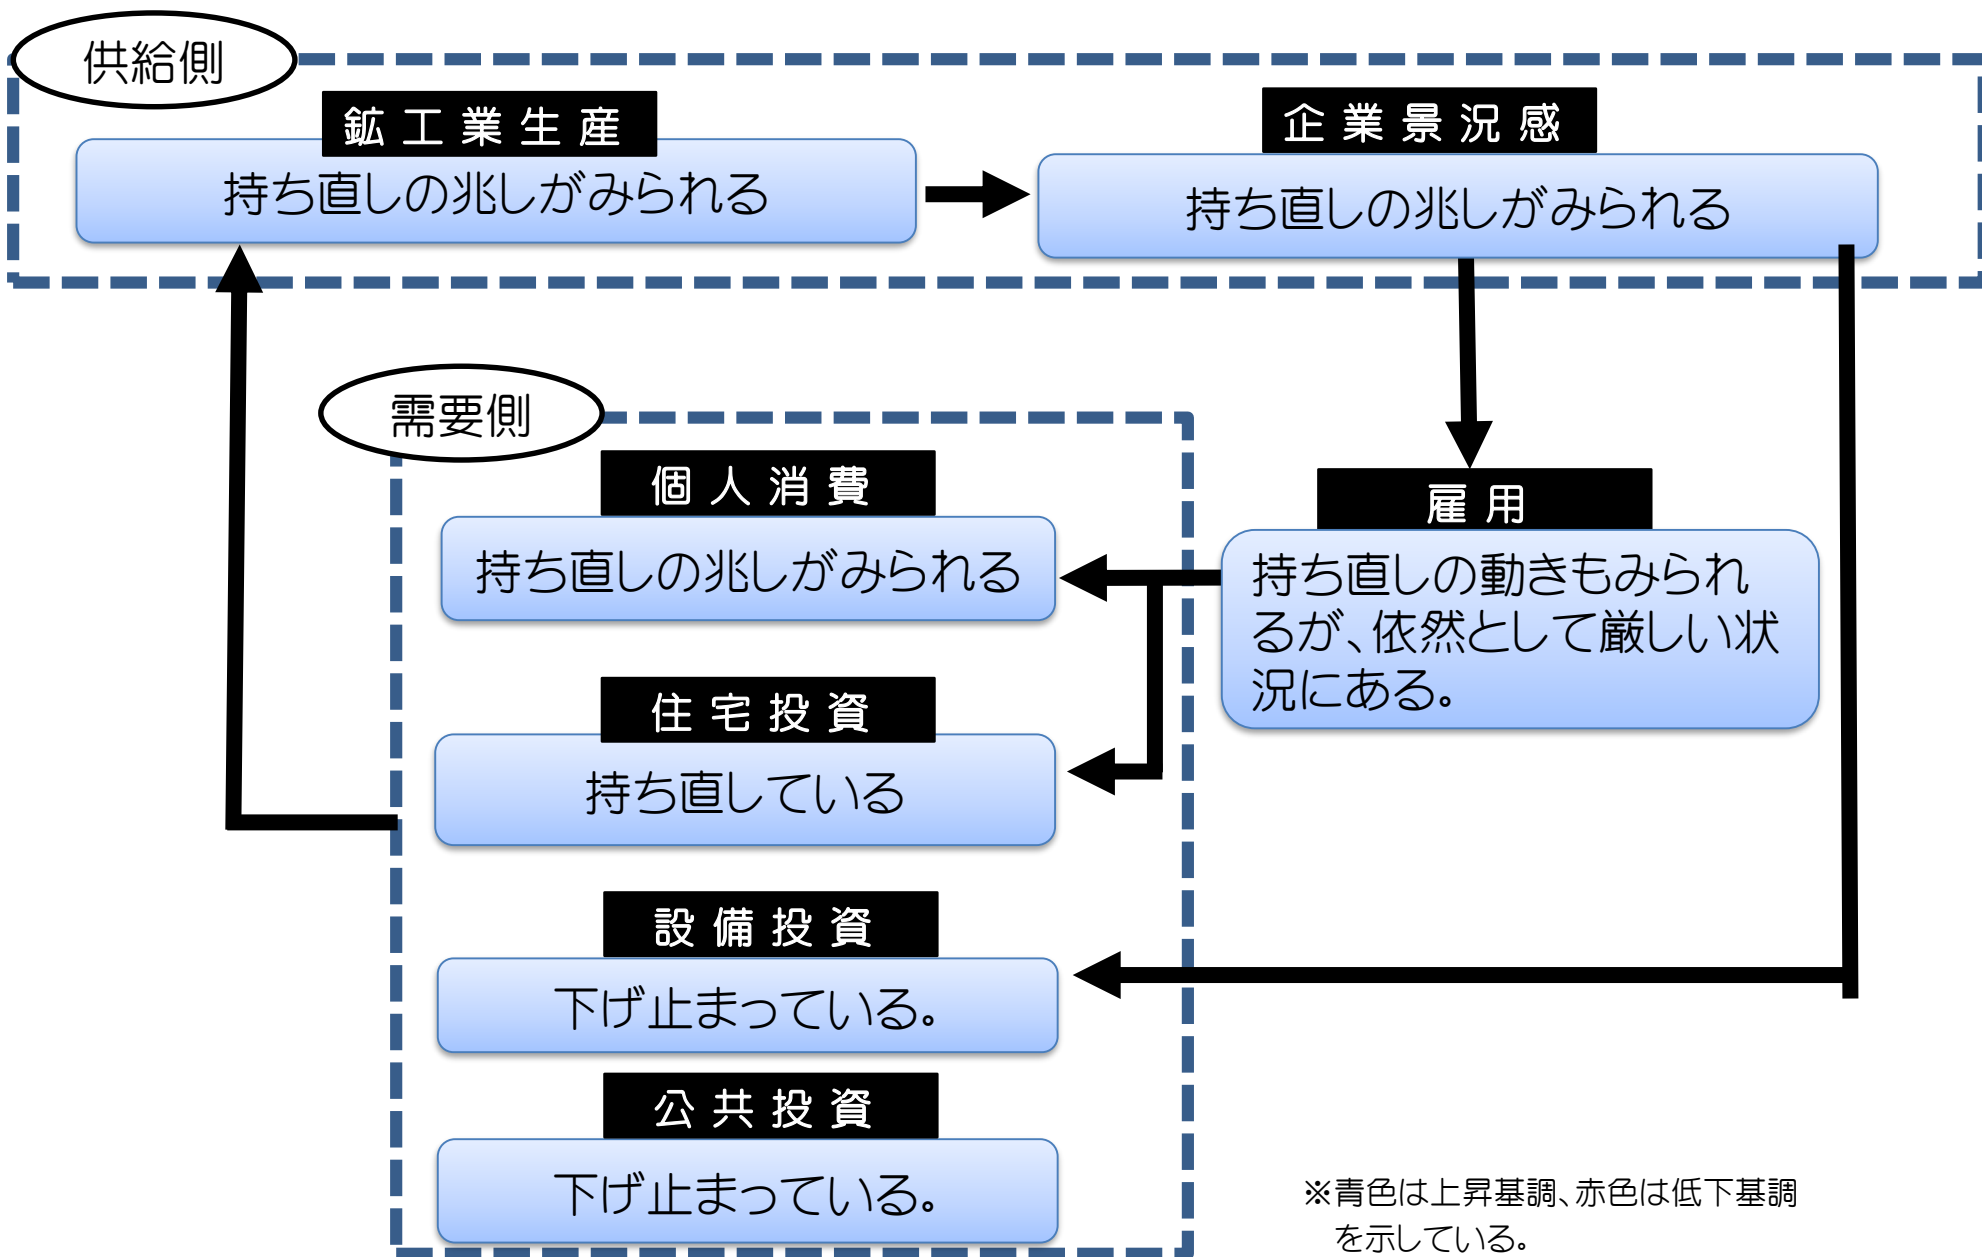 供給側
鉱工業生産
持ち直しの兆しがみられる
企業景況感
持ち直しの兆しがみられる
需要側
個人消費
持ち直しの兆しがみられる
雇用
持ち直しの動きもみられ
るが、依然として厳しい状
況にある。
住宅投資
持ち直している
設備投資
下げ止まっている。
公共投資
下げ止まっている。
※青色は上昇基調、赤色は低下基調
を示している。